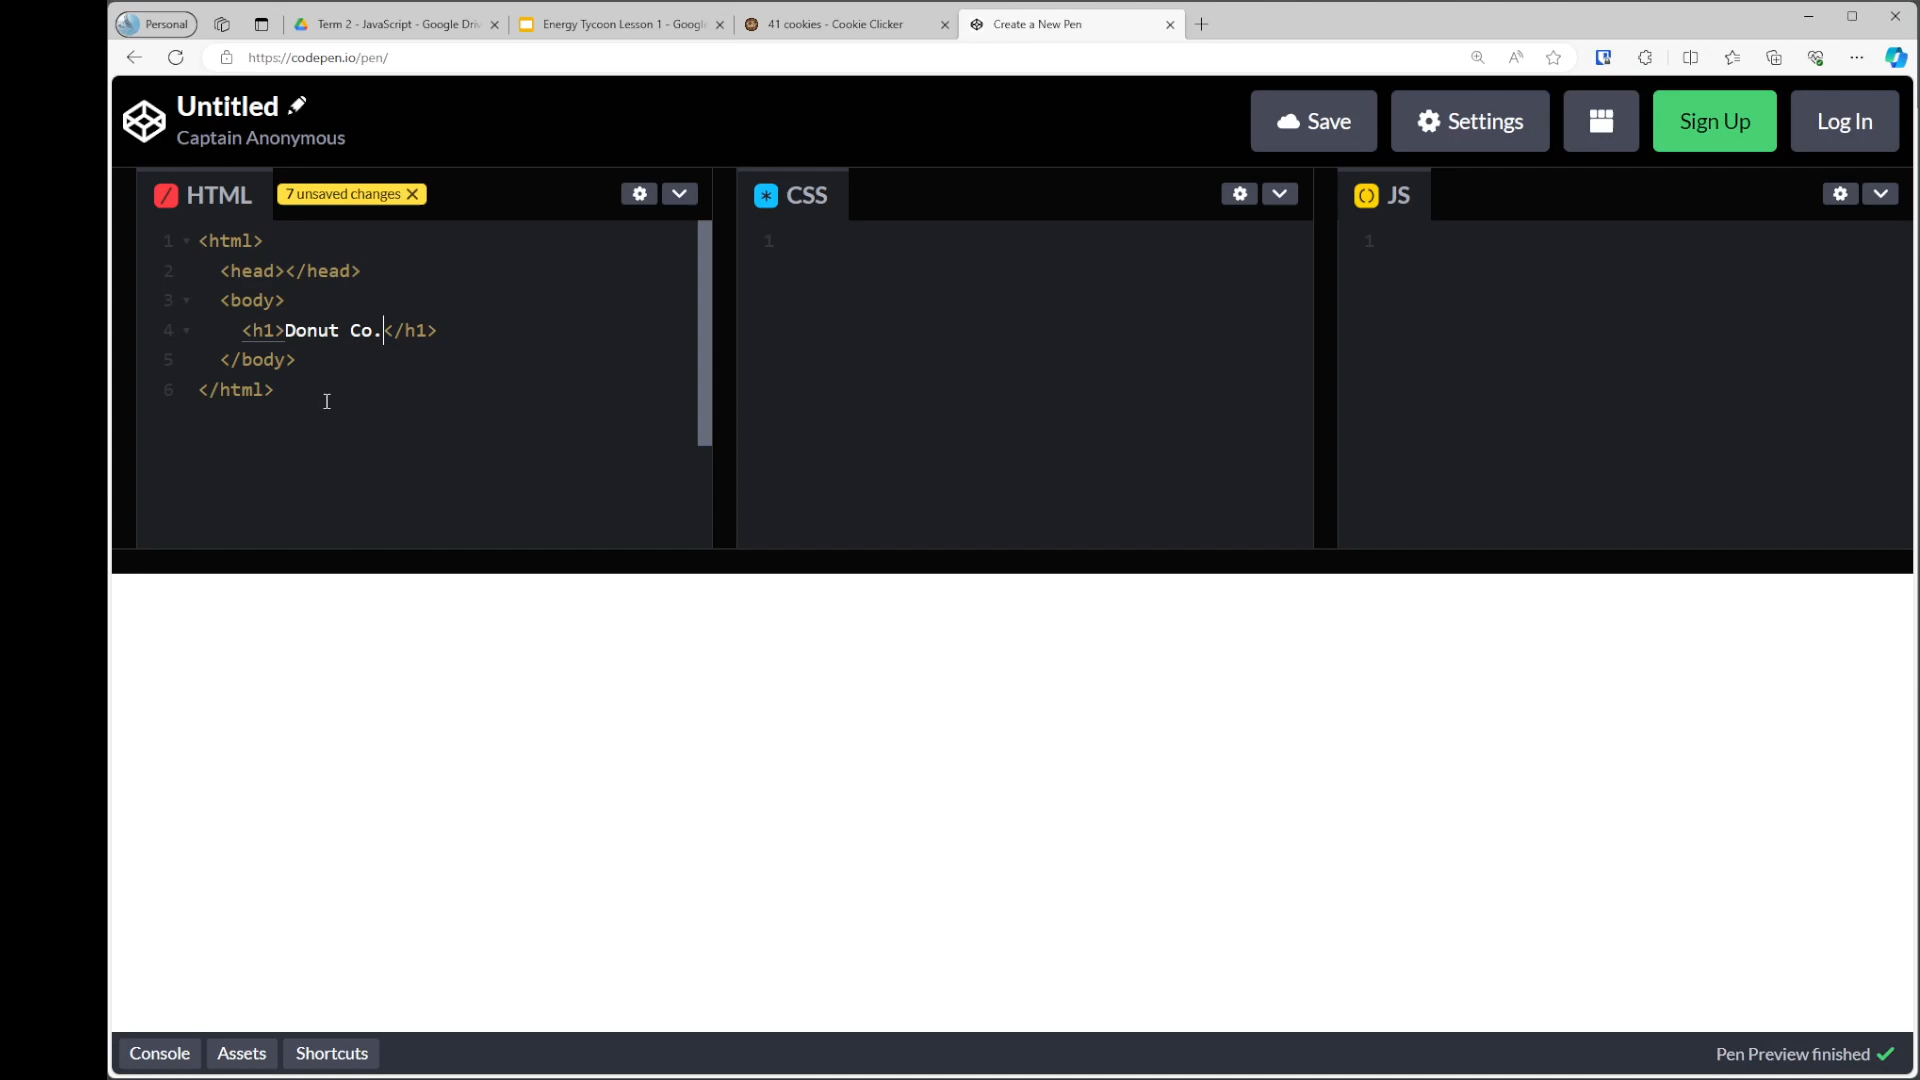 Personal
Term 2 - JavaScript - Google Driv
Energy Tycoon Lesson 1 - Google
41 cookies - Cookie Clicker
Create a New Pen
https://codepen.io/pen/
Untitled
Captain Anonymous
Save
Settings
Sign Up
Log In
HTML
7 unsaved changes
CSS
JS
1 <html>
2 <head></head>
3 <body>
4 <h1>Donut Co.</h1>
5 </body>
6 </html>
1
1
Console
Assets
Shortcuts
Pen Preview finished